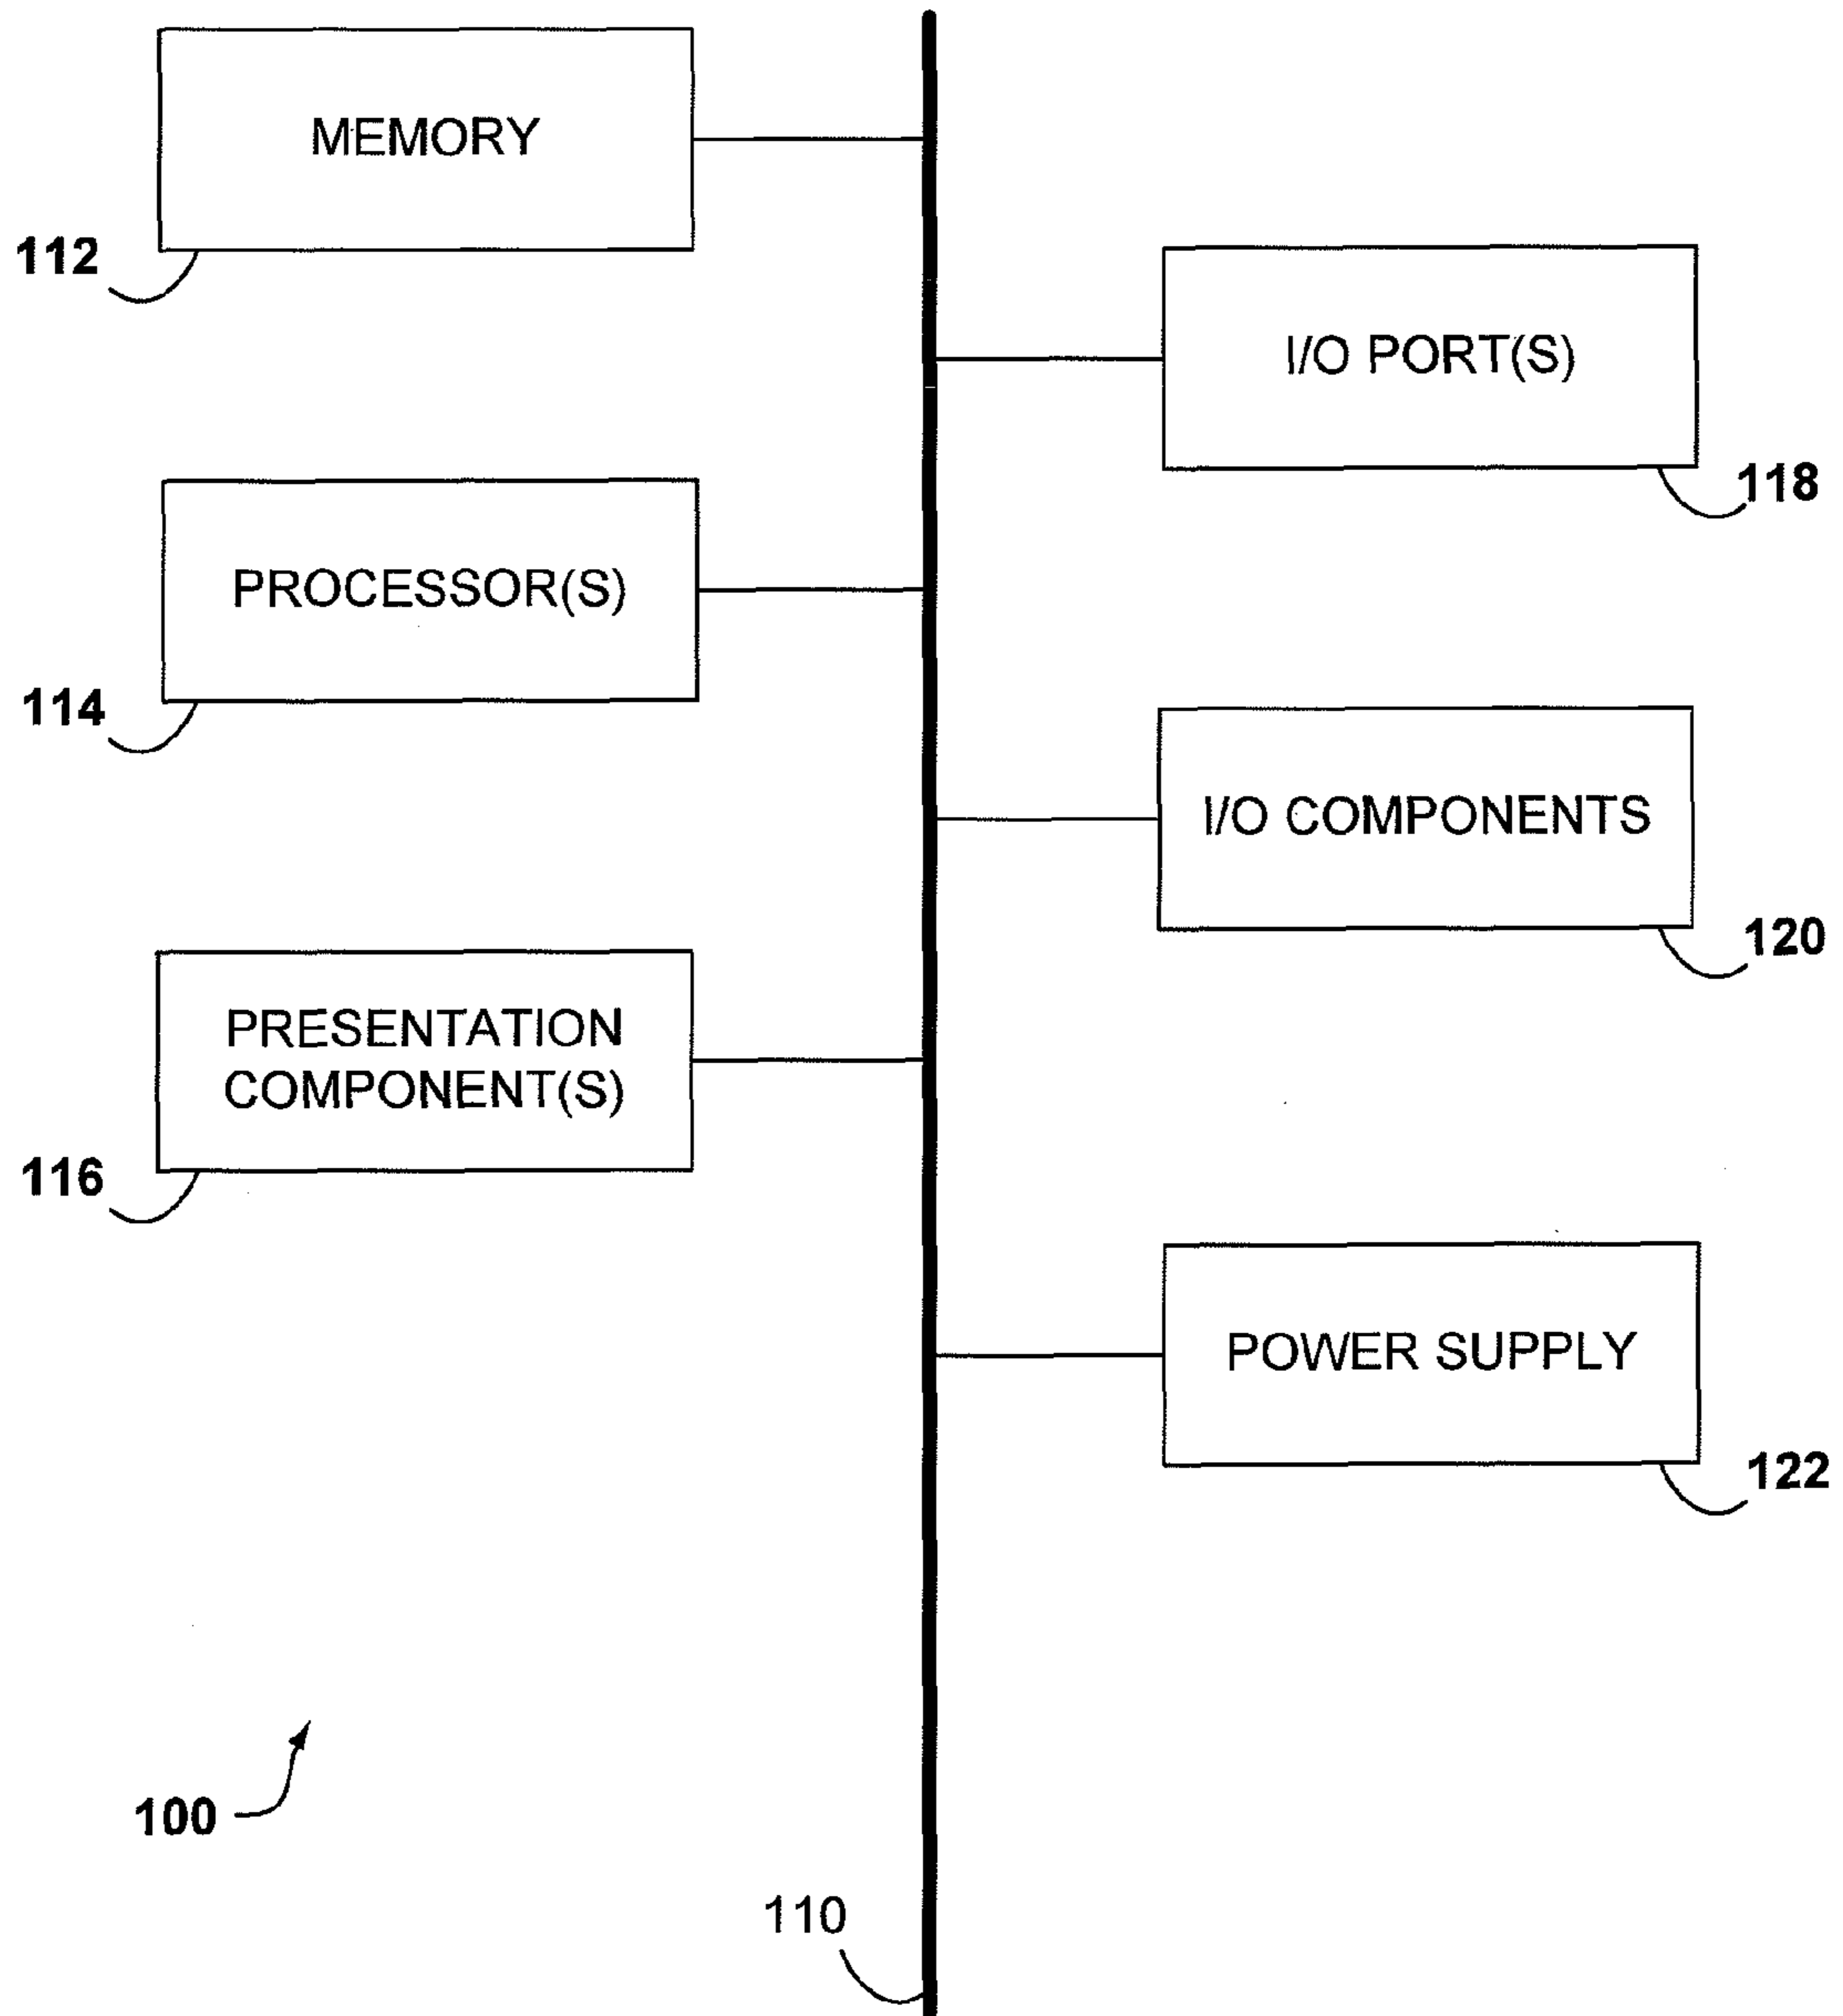 MEMORY
112
I/O PORT(S)
118
PROCESSOR(S)
114
I/O COMPONENTS
120
PRESENTATION
COMPONENT(S)
116
POWER SUPPLY
122
100
110